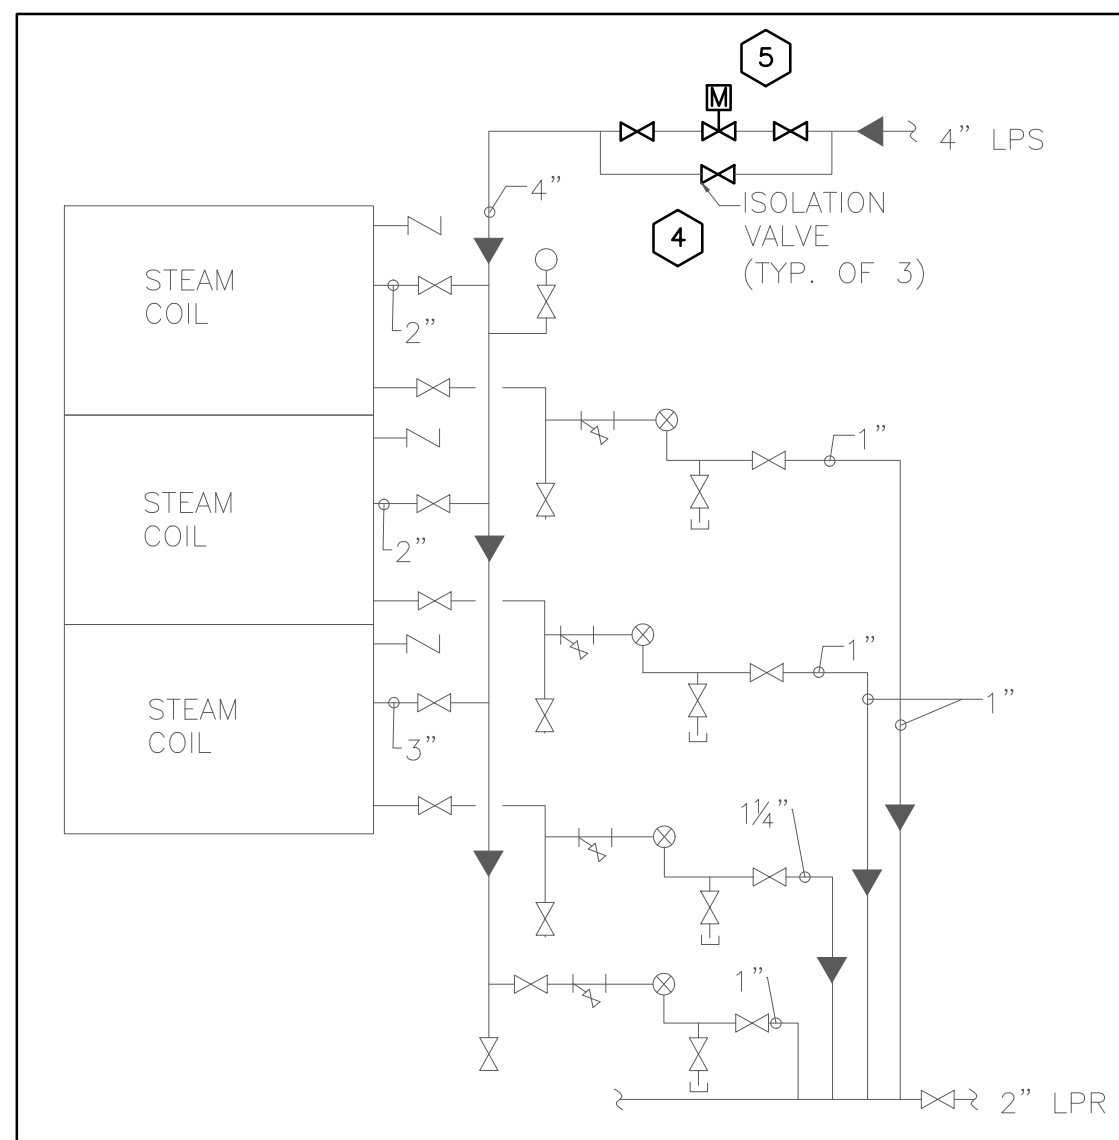 5
M
4” LPS
4”
ISOLATION
VALVE
(TYP. OF 3)
4
STEAM
COIL
2”
1”
STEAM
COIL
2”
1”
1”
STEAM
COIL
3”
1¼”
1”
2” LPR